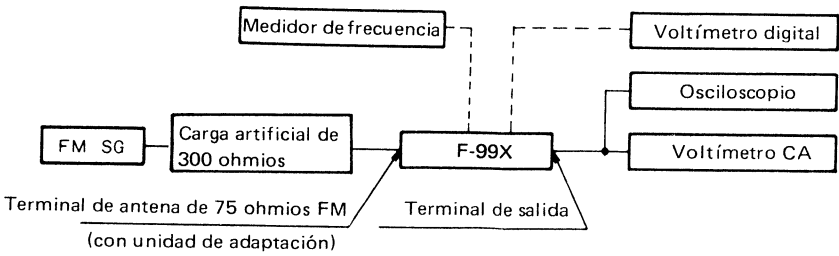 Medidor de frecuencia
Voltímetro digital
Osciloscopio
FM SG
Carga artificial de
300 ohmios
F-99X
Voltímetro CA
Terminal de antena de 75 ohmios FM
(con unidad de adaptación)
Terminal de salida